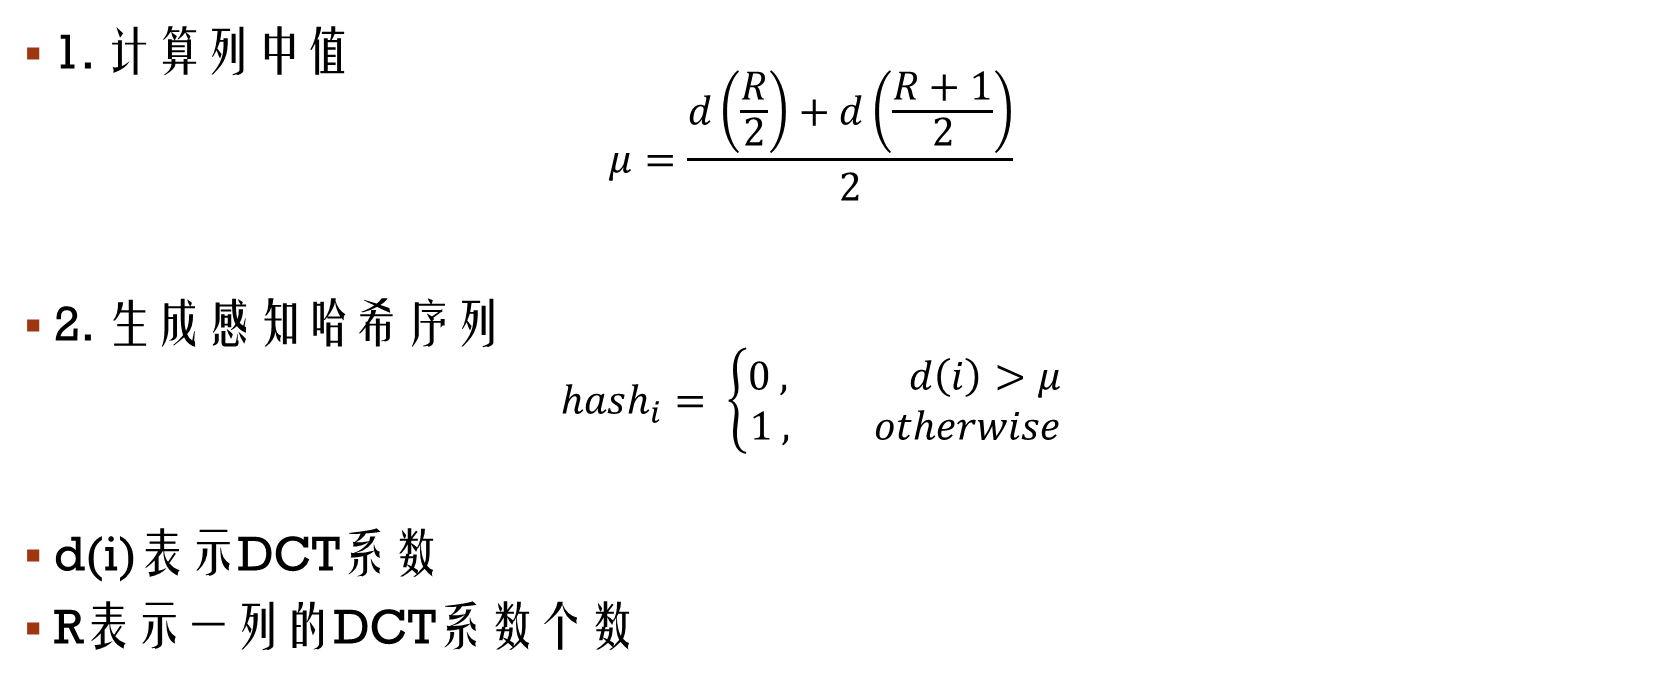 ▪ 1. 计算列中值
μ = (d(R/2) + d((R + 1)/2))/2
▪ 2. 生成感知哈希序列
hash_i = { 0 , d(i) > μ
1 , otherwise
▪ d(i)表示DCT系数
▪ R表示一列的DCT系数个数